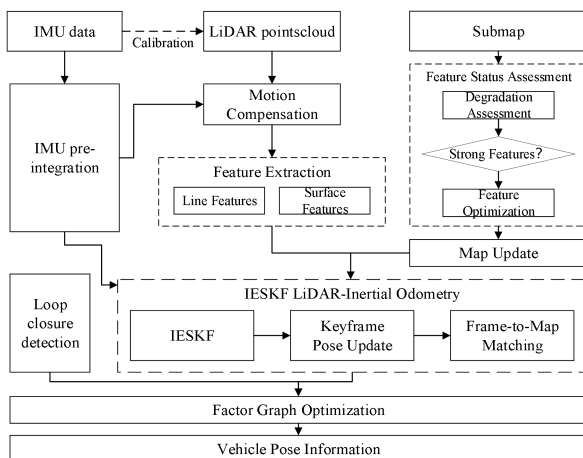 IMU data
Calibration
LiDAR pointscloud
Submap
IMU pre-
integration
Motion
Compensation
Feature Status Assessment
Degradation
Assessment
Strong Features?
Feature
Optimization
Feature Extraction
Line Features
Surface
Features
Map Update
Loop
closure
detection
IESKF LiDAR-Inertial Odometry
IESKF
Keyframe
Pose Update
Frame-to-Map
Matching
Factor Graph Optimization
Vehicle Pose Information